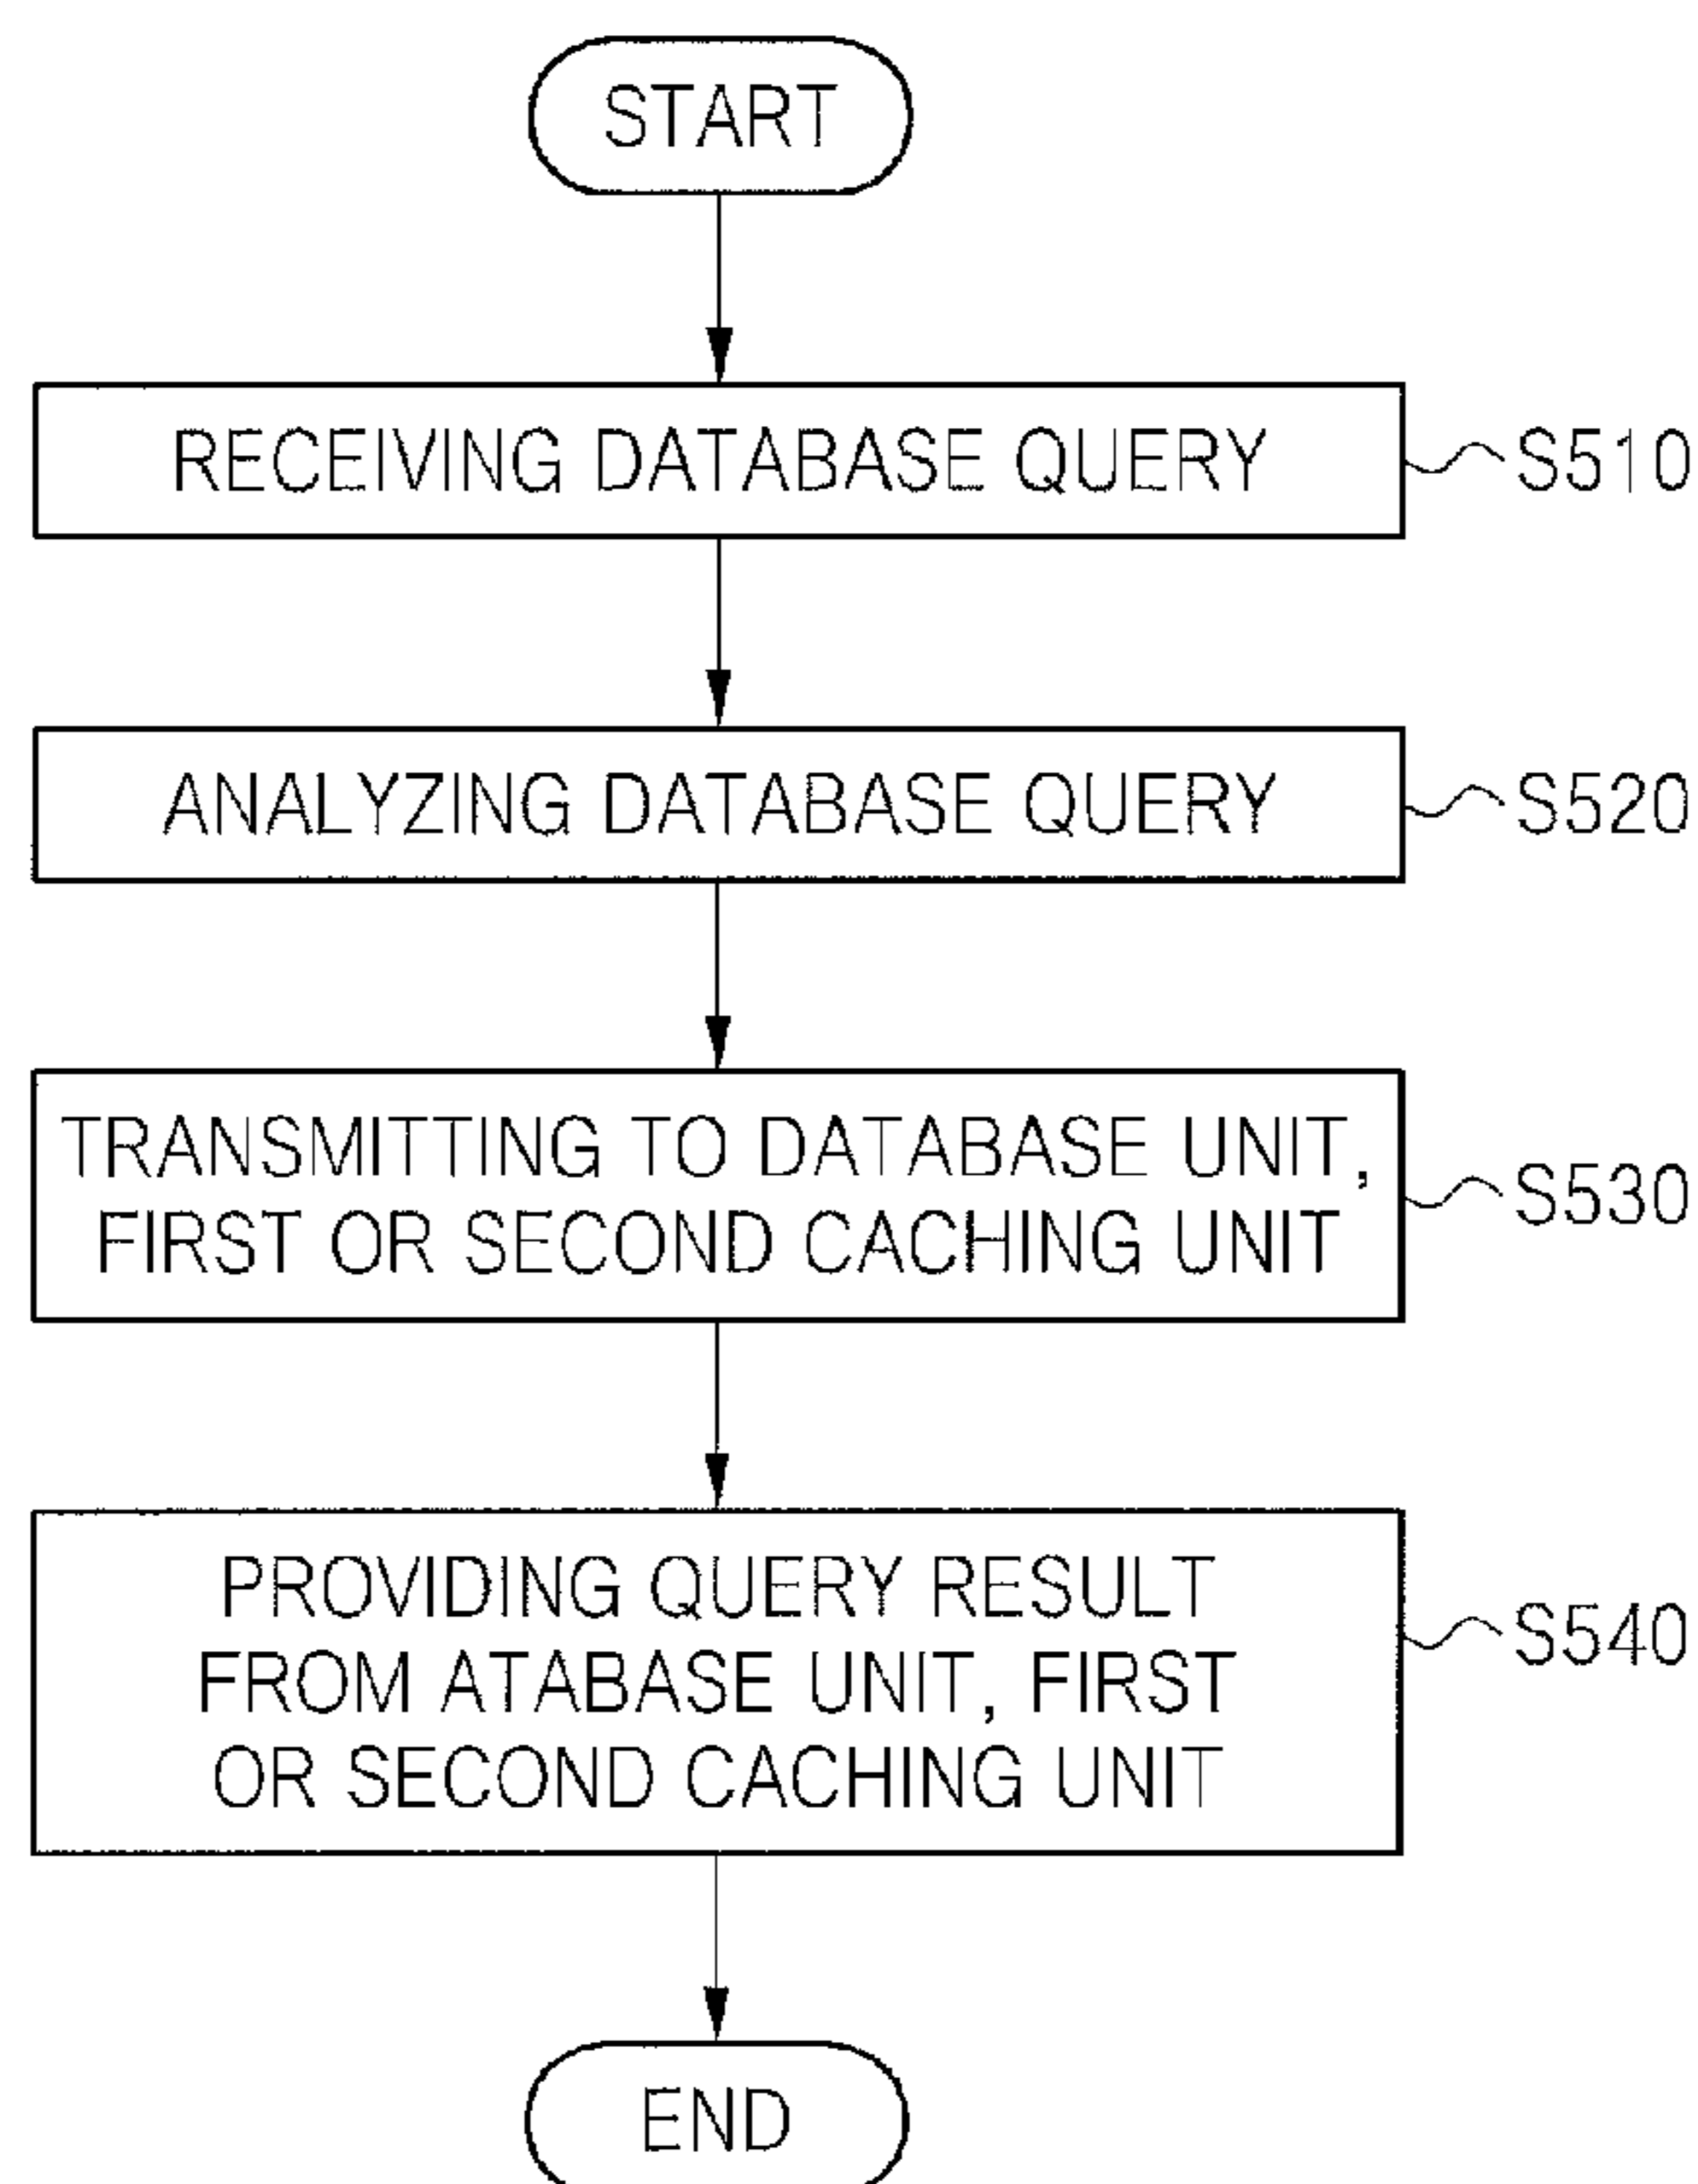 START
RECEIVING DATABASE QUERY
S510
ANALYZING DATABASE QUERY
S520
TRANSMITTING TO DATABASE UNIT,
FIRST OR SECOND CACHING UNIT
S530
PROVIDING QUERY RESULT
FROM ATABASE UNIT, FIRST
OR SECOND CACHING UNIT
S540
END